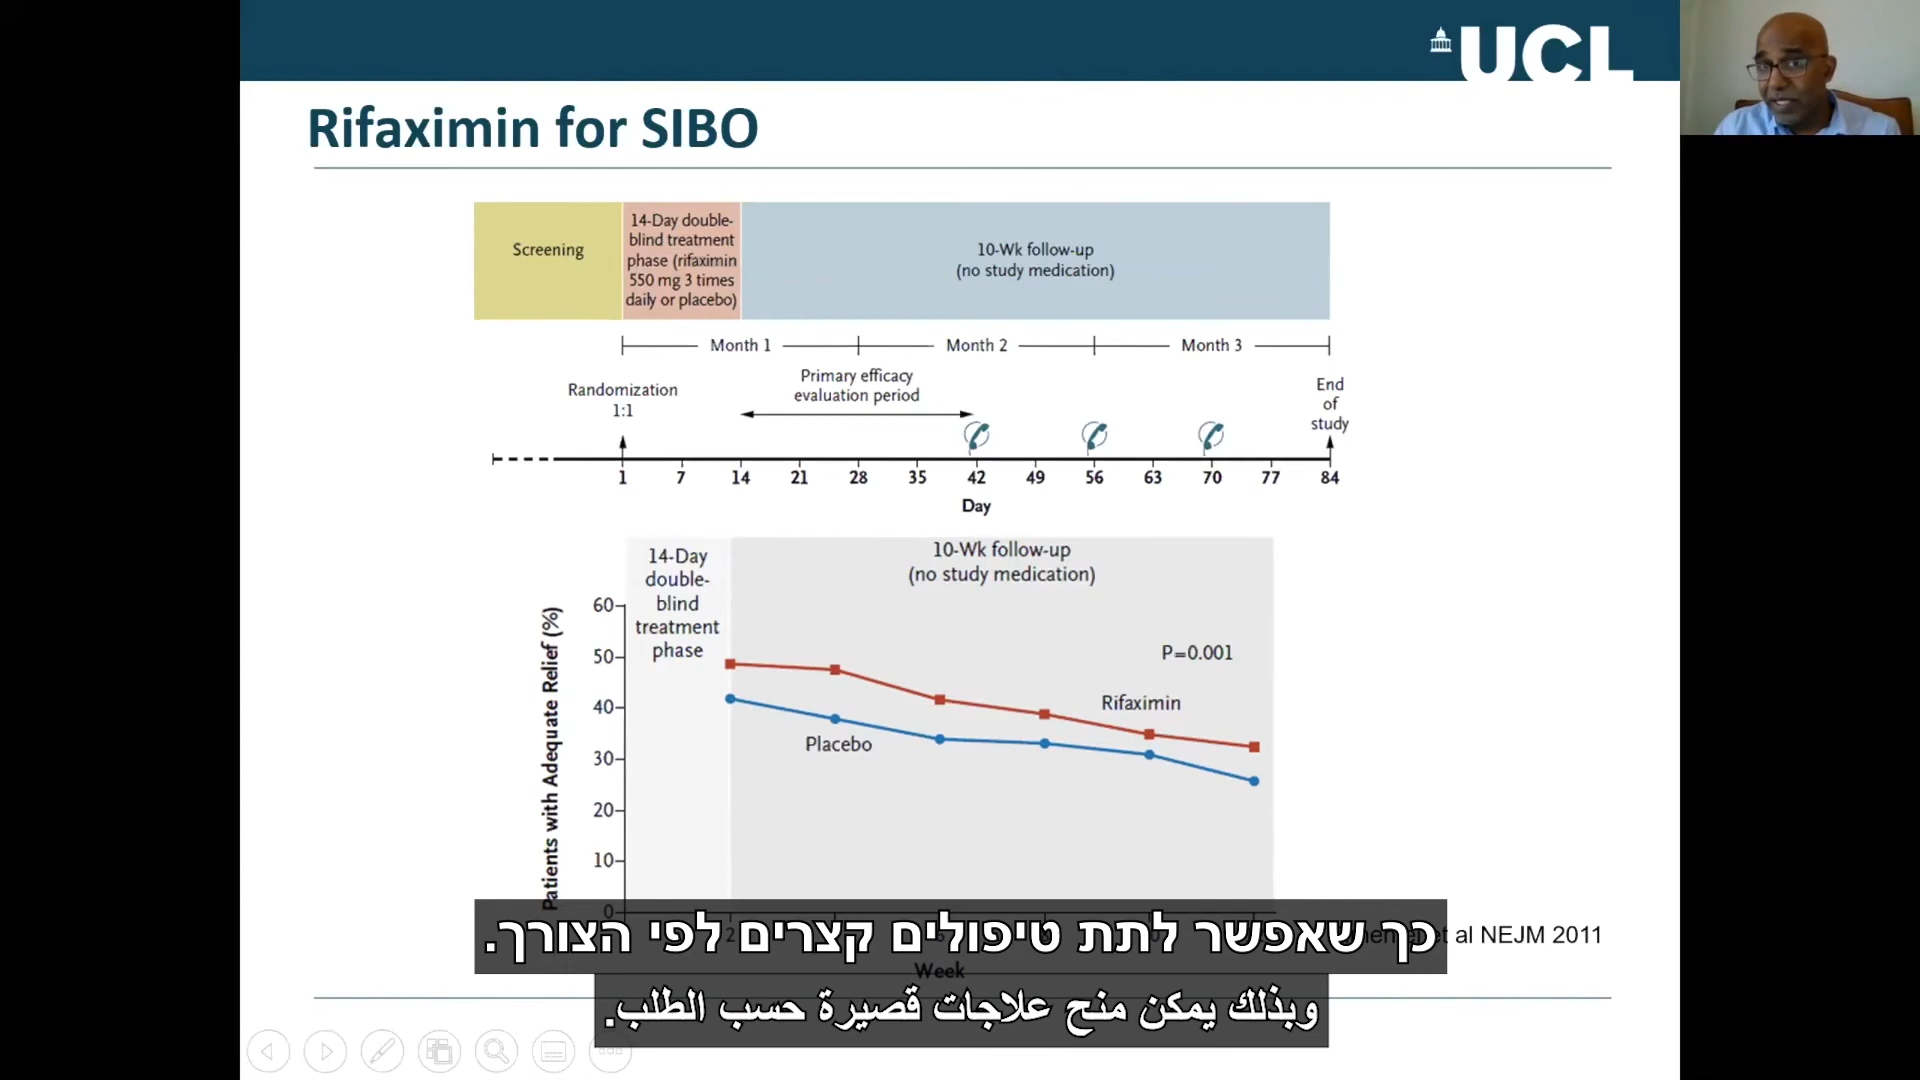 UCL
Rifaximin for SIBO
Screening
14-Day double-
blind treatment
phase (rifaximin
550 mg 3 times
daily or placebo)
10-Wk follow-up
(no study medication)
Month 1
Month 2
Month 3
Randomization
1:1
Primary efficacy
evaluation period
End
of
study
1 7 14 21 28 35 42 49 56 63 70 77 84
Day
14-Day
double-
blind
treatment
phase
10-Wk follow-up
(no study medication)
Patients with Adequate Relief (%)
60
50
40
30
20
10
0
P=0.001
Rifaximin
Placebo
Week
et al NEJM 2011
כך שאפשר לתת טיפולים קצרים לפי הצורך.
وبذلك يمكن منح علاجات قصيرة حسب الطلب.